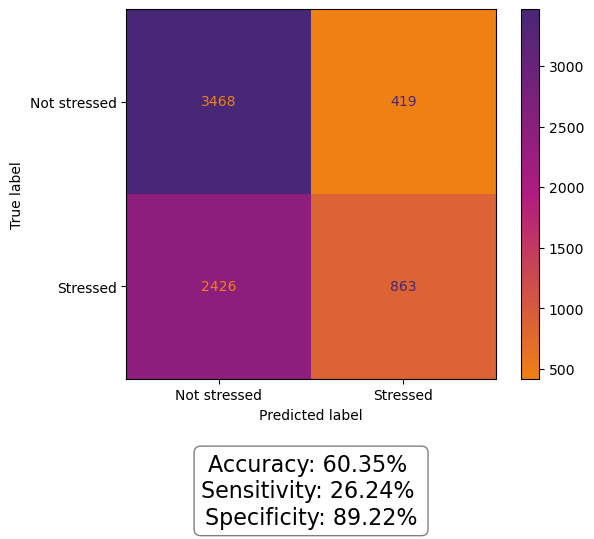 Not stressed
3468
419
Stressed
2426
863
True label
Not stressed
Stressed
Predicted label
3000
2500
2000
1500
1000
500
Accuracy: 60.35%
Sensitivity: 26.24%
Specificity: 89.22%